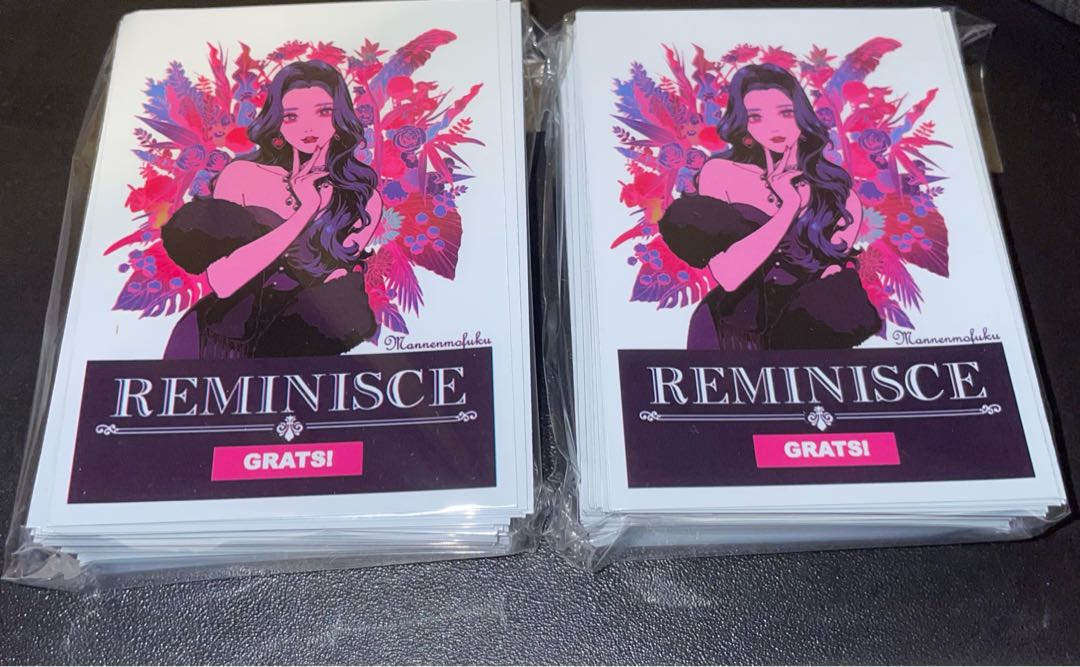 Mannenmofuku
REMINISCE
GRATS!
Mannenmofuku
REMINISCE
GRATS!